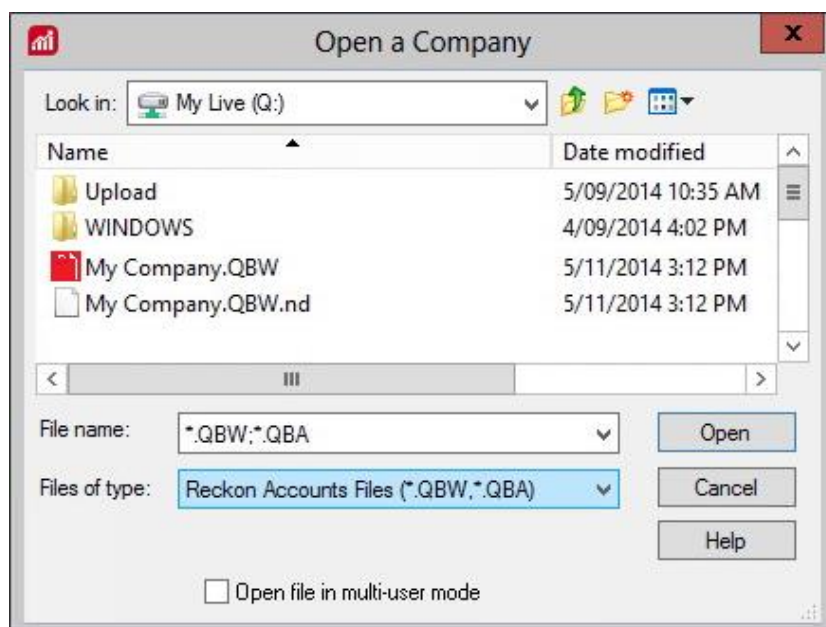 Open a Company
x
Look in: My Live (Q:)
Name Date modified
Upload 5/09/2014 10:35 AM
WINDOWS 4/09/2014 4:02 PM
My Company.QBW 5/11/2014 3:12 PM
My Company.QBW.nd 5/11/2014 3:12 PM
File name: *.QBW;*.QBA Open
Files of type: Reckon Accounts Files (*.QBW,*.QBA) Cancel
Help
Open file in multi-user mode